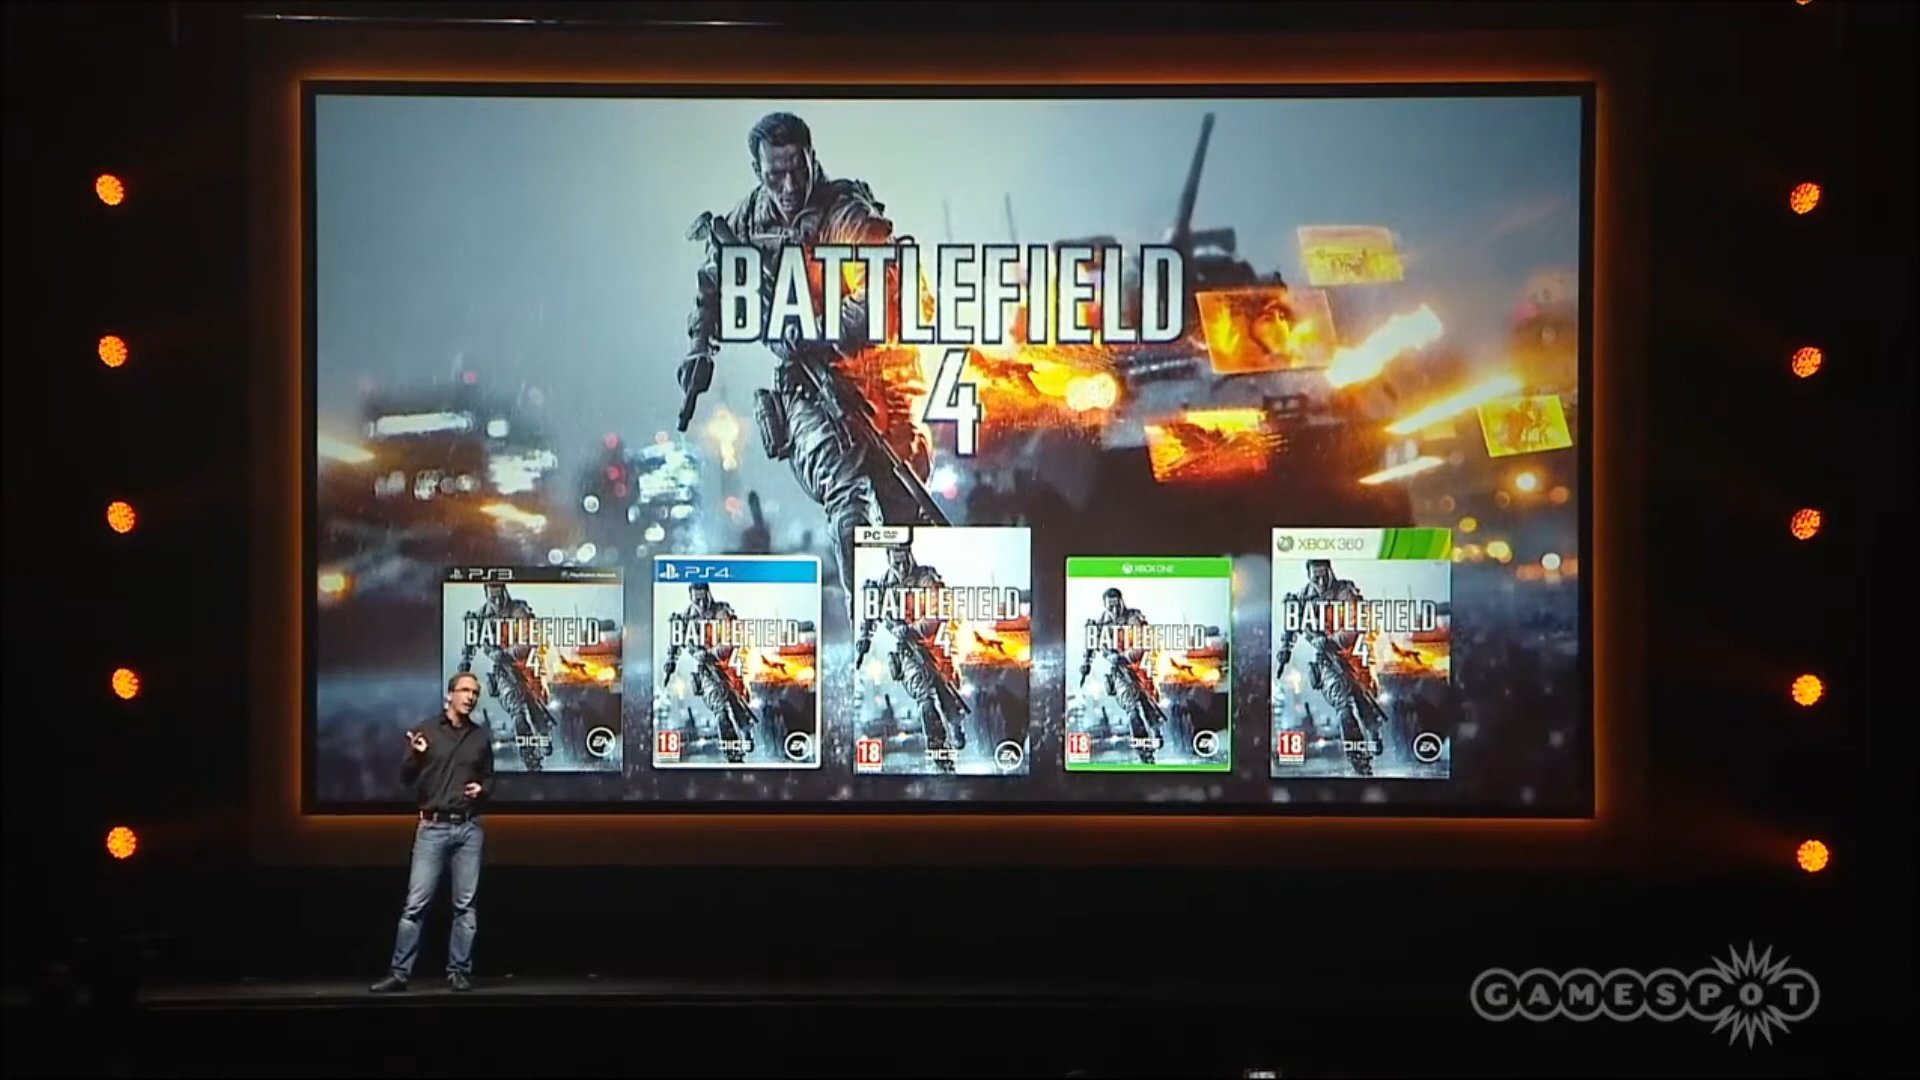 BATTLEFIELD
4
PS3
PS4
PC
XBOX ONE
XBOX 360
BATTLEFIELD
4
BATTLEFIELD
4
BATTLEFIELD
4
BATTLEFIELD
4
BATTLEFIELD
4
DICE
EA
18
DICE
EA
18
DICE
EA
18
DICE
EA
18
DICE
EA
GAMESPOT